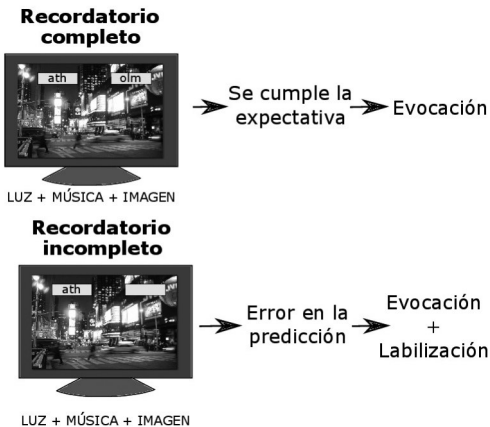 Recordatorio
completo
ath olm
Se cumple la
expectativa
Evocación
LUZ + MÚSICA + IMAGEN
Recordatorio
incompleto
ath
Error en la
predicción
Evocación
+
Labilización
LUZ + MÚSICA + IMAGEN